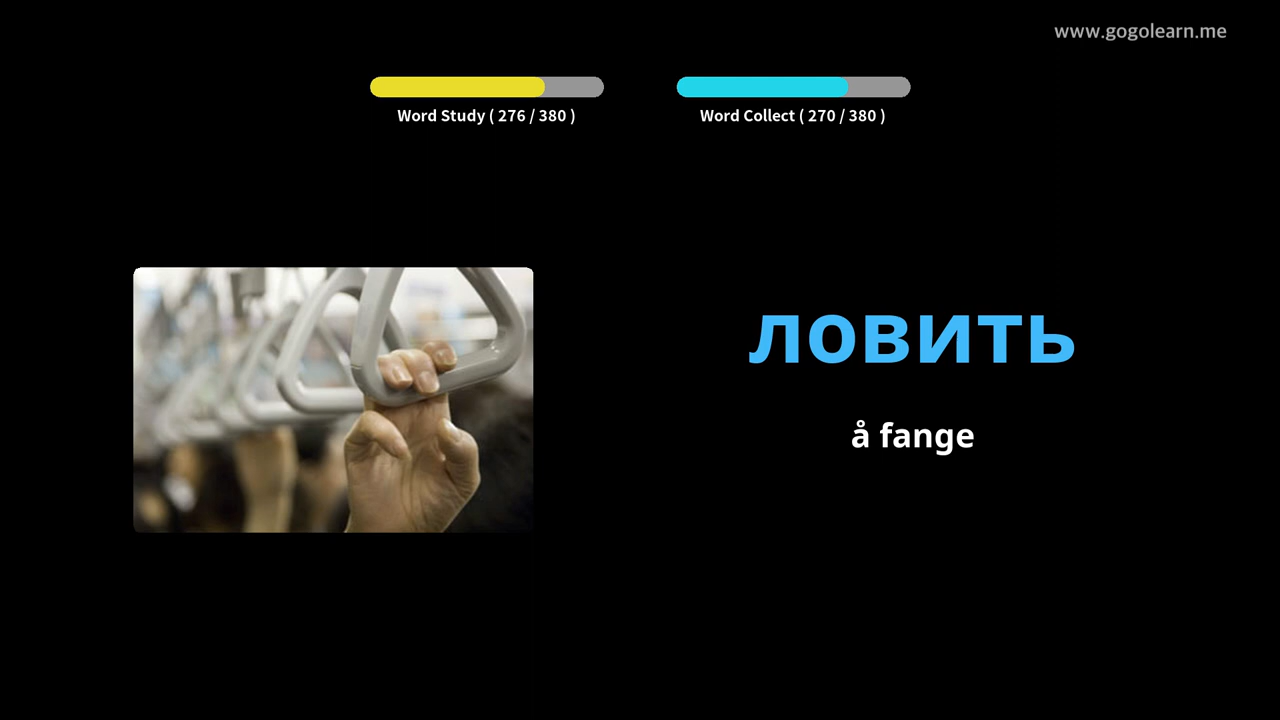 www.gogolearn.me
Word Study ( 276 / 380 )
Word Collect ( 270 / 380 )
ловить
å fange